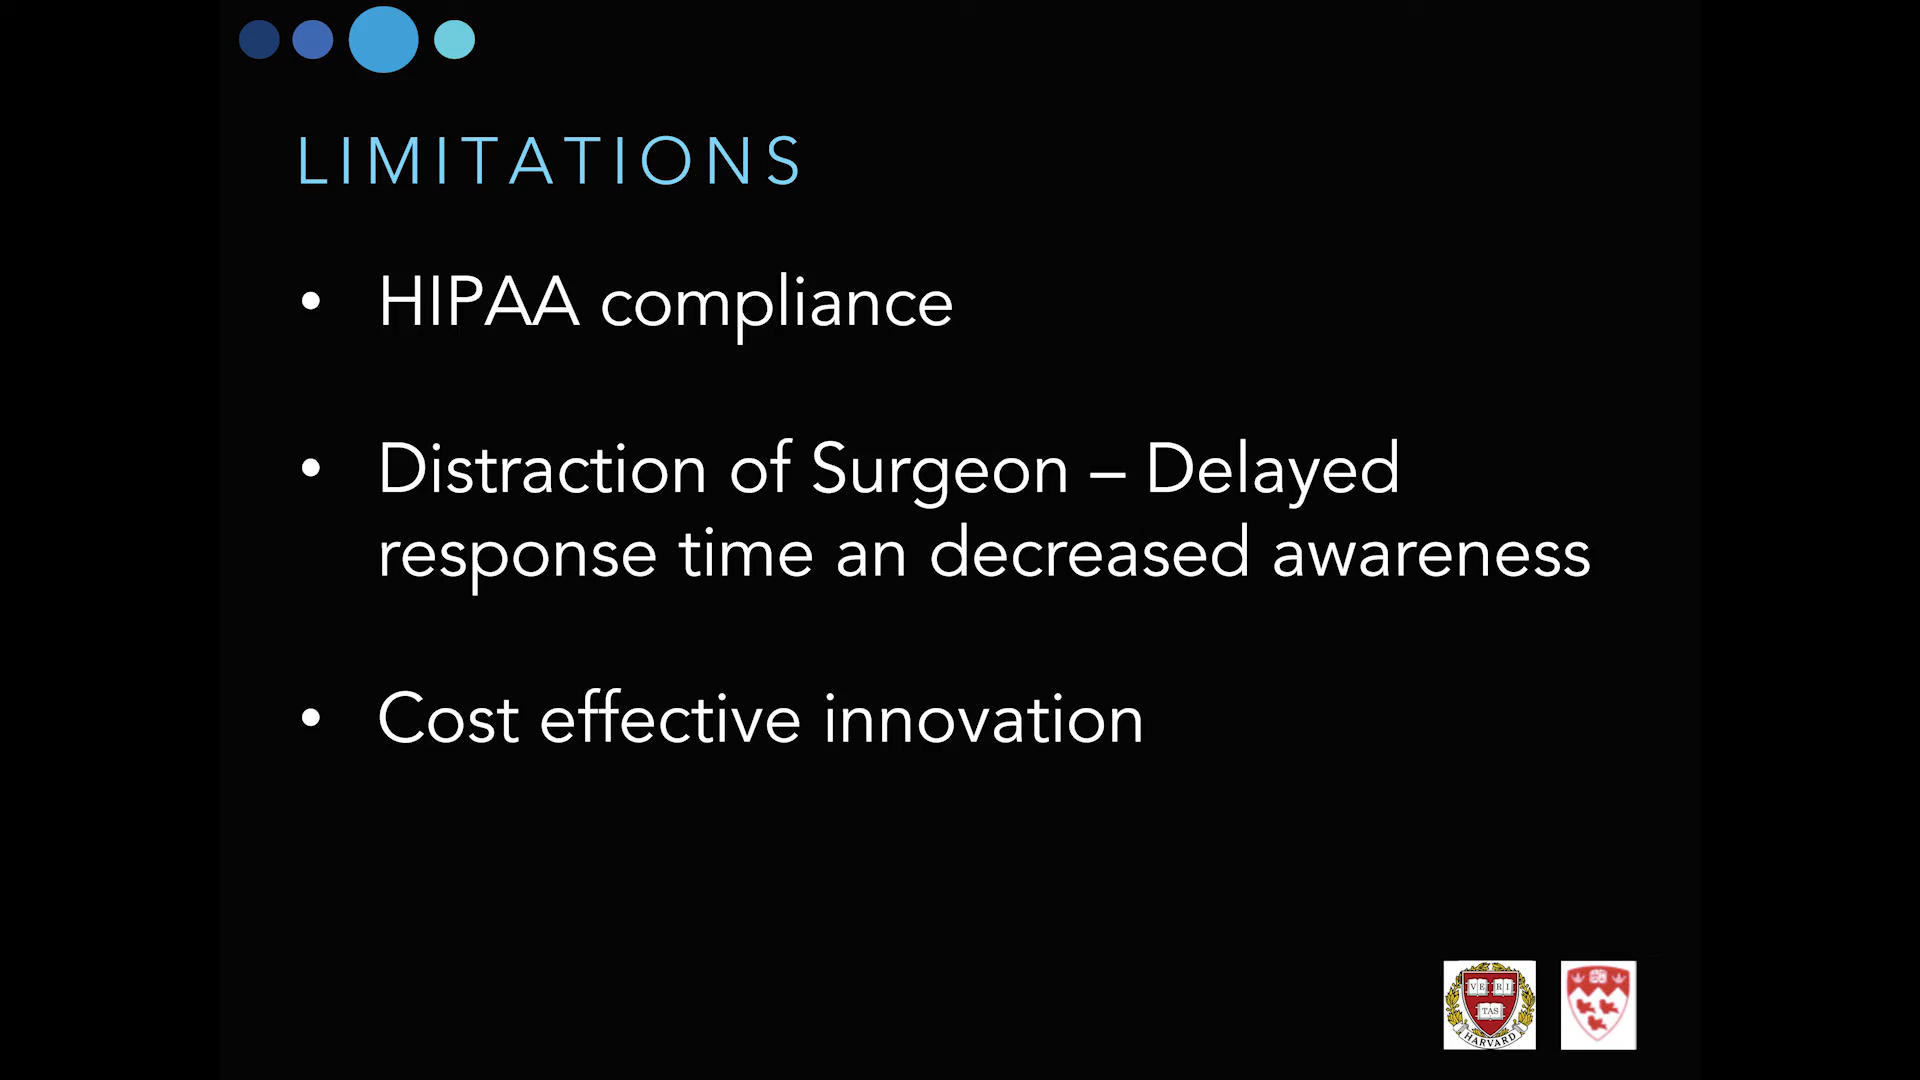 LIMITATIONS
• HIPAA compliance
• Distraction of Surgeon – Delayed
response time an decreased awareness
• Cost effective innovation
VE RI
TAS
HARVARD